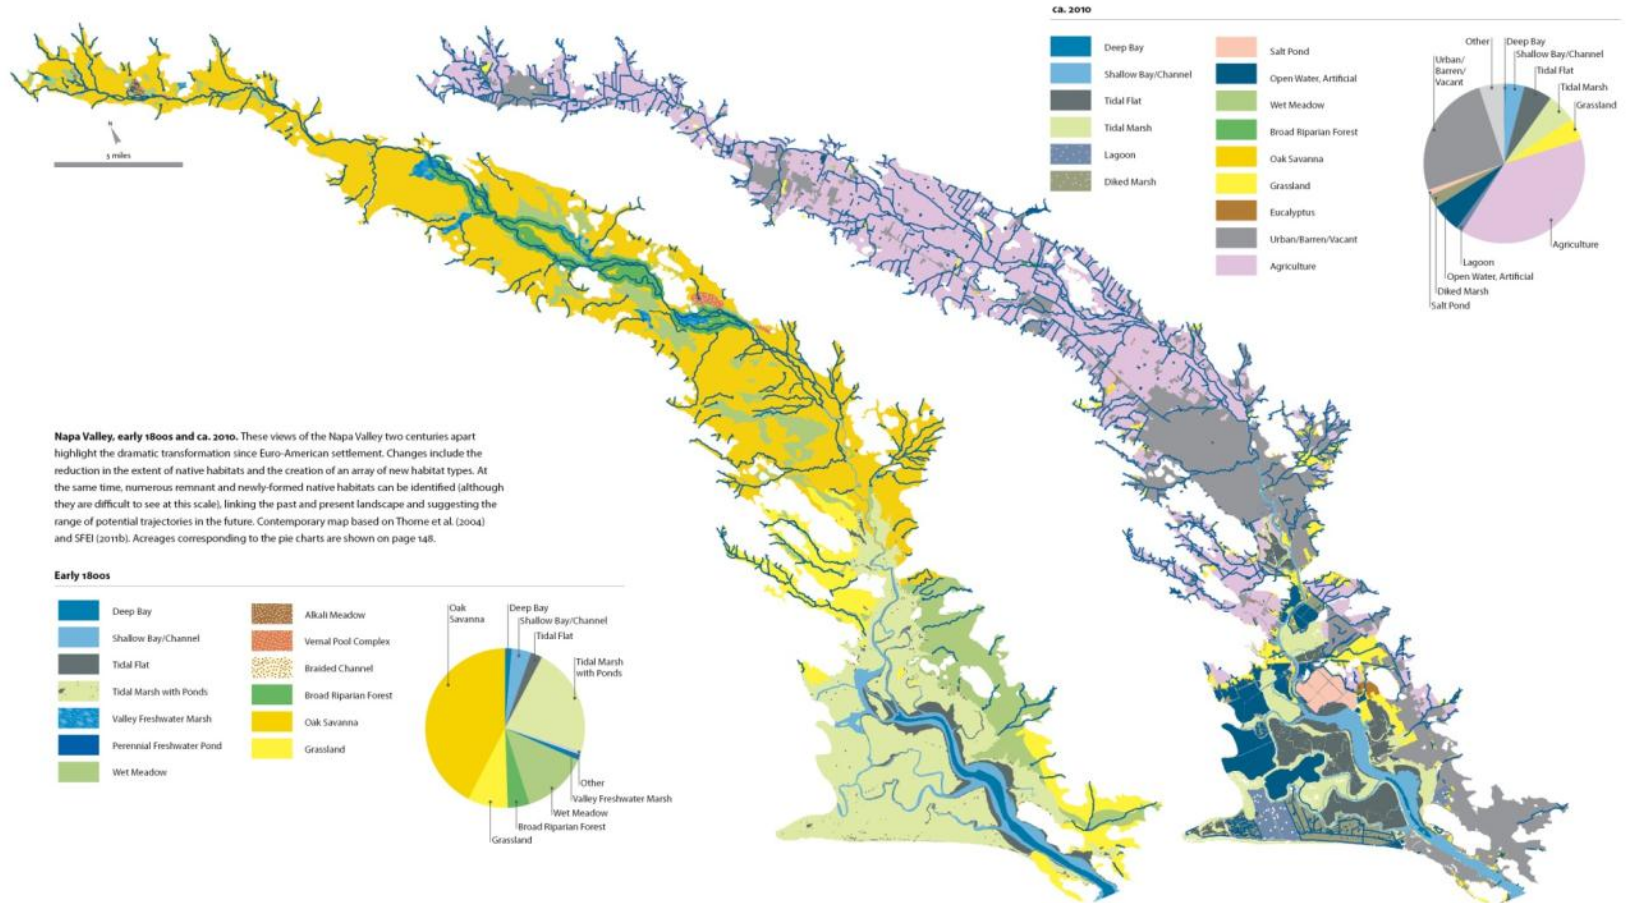 ca. 2010
Deep Bay
Shallow Bay/Channel
Tidal Flat
Tidal Marsh
Lagoon
Diked Marsh
Salt Pond
Open Water, Artificial
Wet Meadow
Broad Riparian Forest
Oak Savanna
Grassland
Eucalyptus
Urban/Barren/Vacant
Agriculture
Other
Deep Bay
Shallow Bay/Channel
Urban/
Barren/
Vacant
Tidal Flat
Tidal Marsh
Grassland
Agriculture
Lagoon
Open Water, Artificial
Diked Marsh
Salt Pond
N
5 miles
Napa Valley, early 1800s and ca. 2010. These views of the Napa Valley two centuries apart
highlight the dramatic transformation since Euro-American settlement. Changes include the
reduction in the extent of native habitats and the creation of an array of new habitat types. At
the same time, numerous remnant and newly-formed native habitats can be identified (although
they are difficult to see at this scale), linking the past and present landscape and suggesting the
range of potential trajectories in the future. Contemporary map based on Thorne et al. (2004)
and SFEI (2011b). Acreages corresponding to the pie charts are shown on page 148.
Early 1800s
Deep Bay
Shallow Bay/Channel
Tidal Flat
Tidal Marsh with Ponds
Valley Freshwater Marsh
Perennial Freshwater Pond
Wet Meadow
Alkali Meadow
Vernal Pool Complex
Braided Channel
Broad Riparian Forest
Oak Savanna
Grassland
Oak
Savanna
Deep Bay
Shallow Bay/Channel
Tidal Flat
Tidal Marsh
with Ponds
Other
Valley Freshwater Marsh
Wet Meadow
Broad Riparian Forest
Grassland